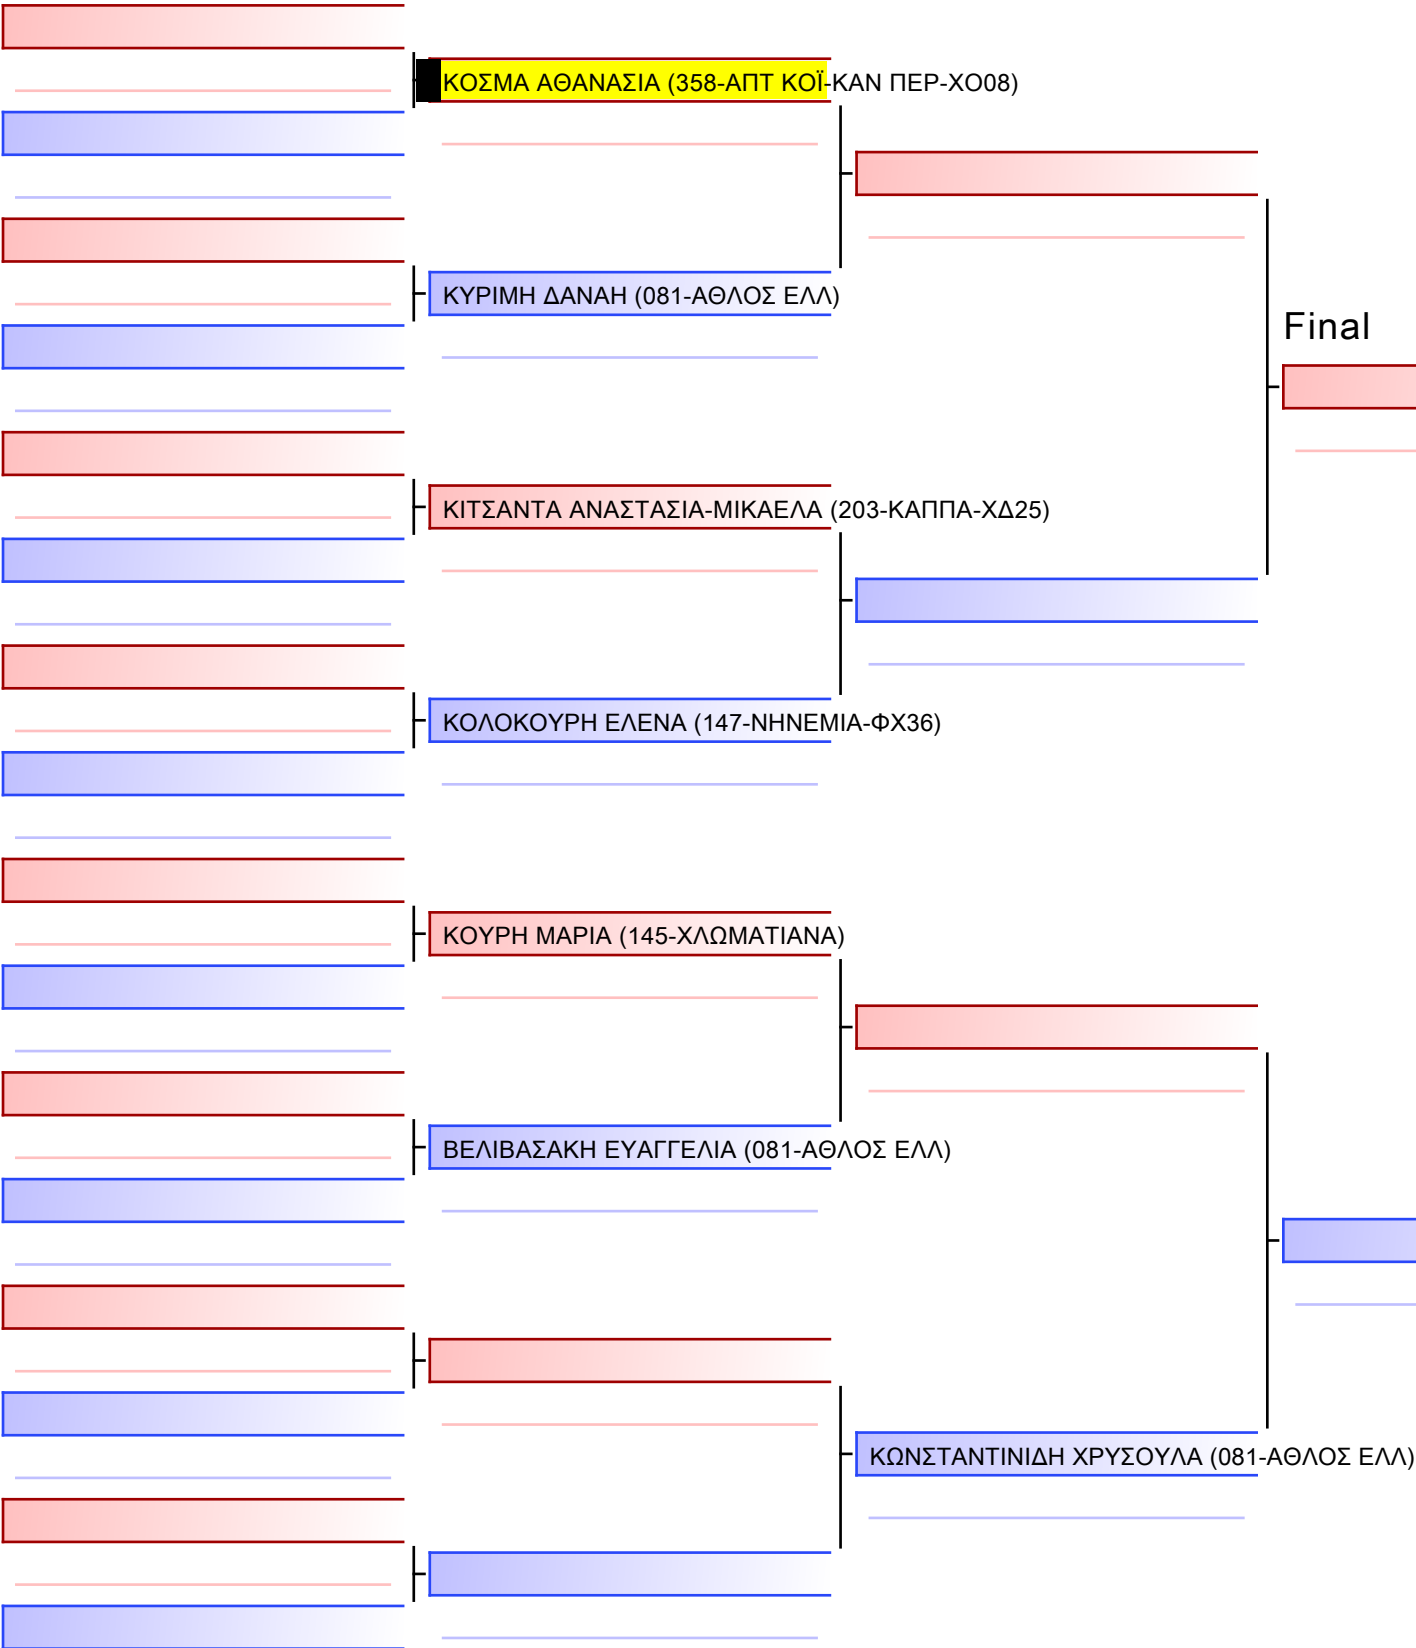 ΚΟΣΜΑ ΑΘΑΝΑΣΙΑ (358-ΑΠΤ ΚΟΪ-ΚΑΝ ΠΕΡ-ΧΟ08)
ΚΥΡΙΜΗ ΔΑΝΑΗ (081-ΑΘΛΟΣ ΕΛΛ)
Final
ΚΙΤΣΑΝΤΑ ΑΝΑΣΤΑΣΙΑ-ΜΙΚΑΕΛΑ (203-ΚΑΠΠΑ-ΧΔ25)
ΚΟΛΟΚΟΥΡΗ ΕΛΕΝΑ (147-ΝΗΝΕΜΙΑ-ΦΧ36)
ΚΟΥΡΗ ΜΑΡΙΑ (145-ΧΛΩΜΑΤΙΑΝΑ)
ΒΕΛΙΒΑΣΑΚΗ ΕΥΑΓΓΕΛΙΑ (081-ΑΘΛΟΣ ΕΛΛ)
ΚΩΝΣΤΑΝΤΙΝΙΔΗ ΧΡΥΣΟΥΛΑ (081-ΑΘΛΟΣ ΕΛΛ)